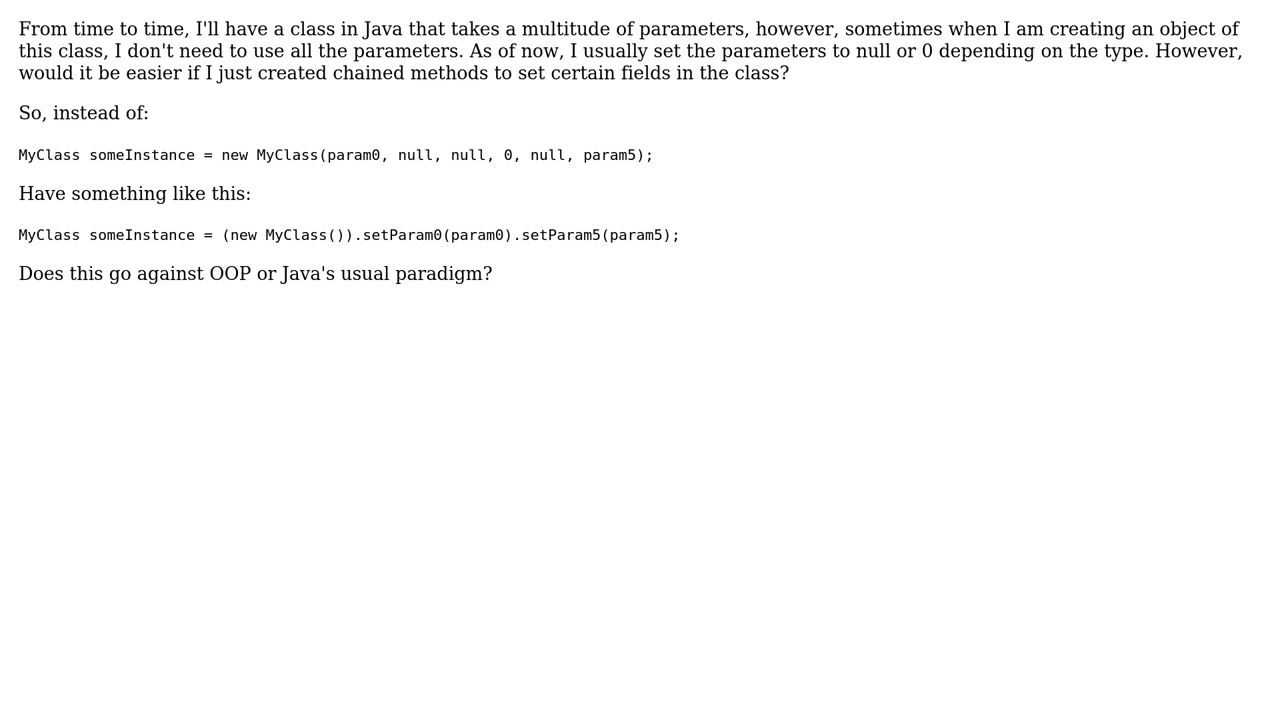 From time to time, I'll have a class in Java that takes a multitude of parameters, however, sometimes when I am creating an object of
this class, I don't need to use all the parameters. As of now, I usually set the parameters to null or 0 depending on the type. However,
would it be easier if I just created chained methods to set certain fields in the class?
So, instead of:
MyClass someInstance = new MyClass(param0, null, null, 0, null, param5);
Have something like this:
MyClass someInstance = (new MyClass()).setParam0(param0).setParam5(param5);
Does this go against OOP or Java's usual paradigm?